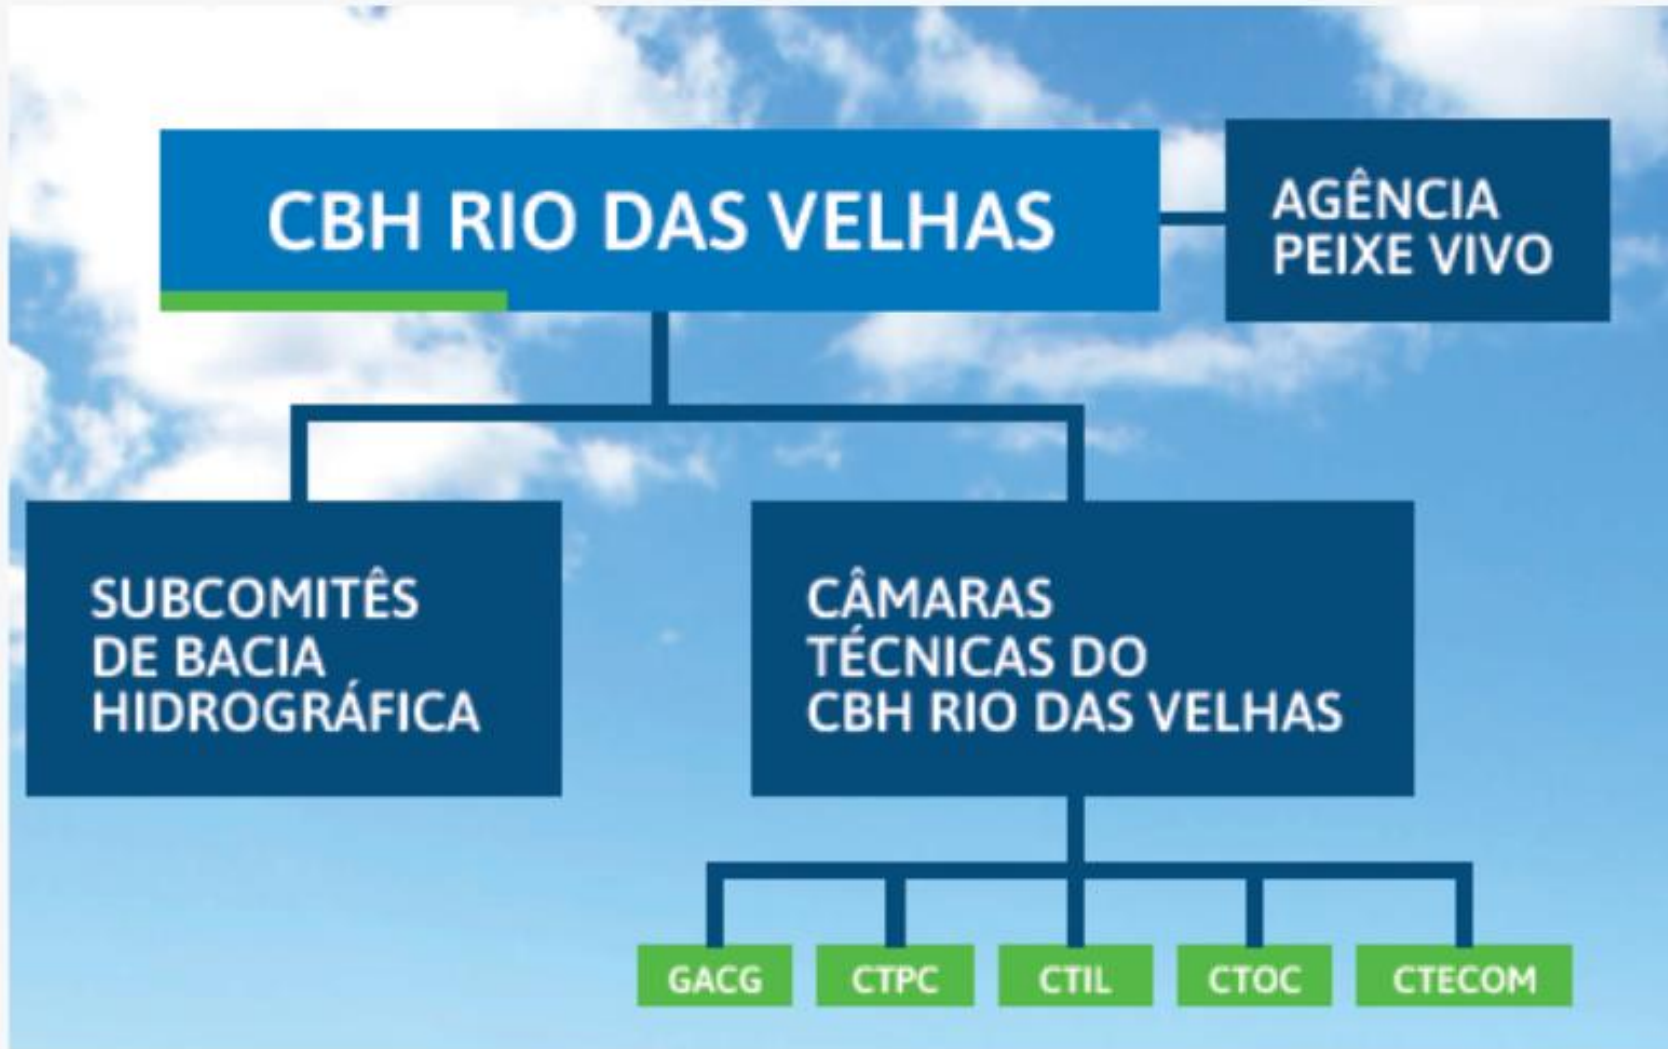 CBH RIO DAS VELHAS
AGÊNCIA
PEIXE VIVO
SUBCOMITÊS
DE BACIA
HIDROGRÁFICA
CÂMARAS
TÉCNICAS DO
CBH RIO DAS VELHAS
GACG
CTPC
CTIL
CTOC
CTECOM